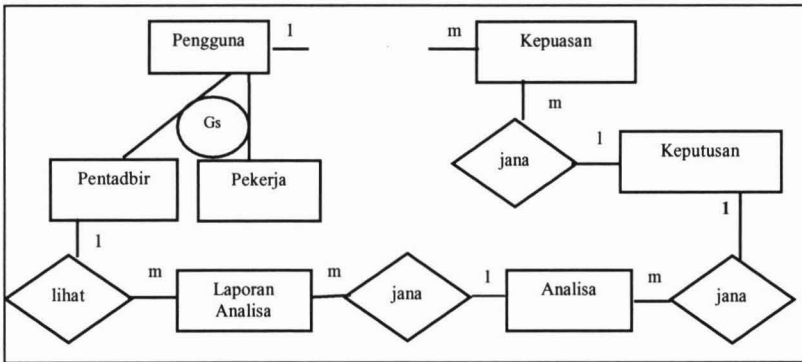 Pengguna
1
m
Kepuasan
m
Gs
jana
1
Keputusan
Pentadbir
Pekerja
1
1
lihat
m
Laporan
Analisa
m
jana
1
Analisa
m
jana